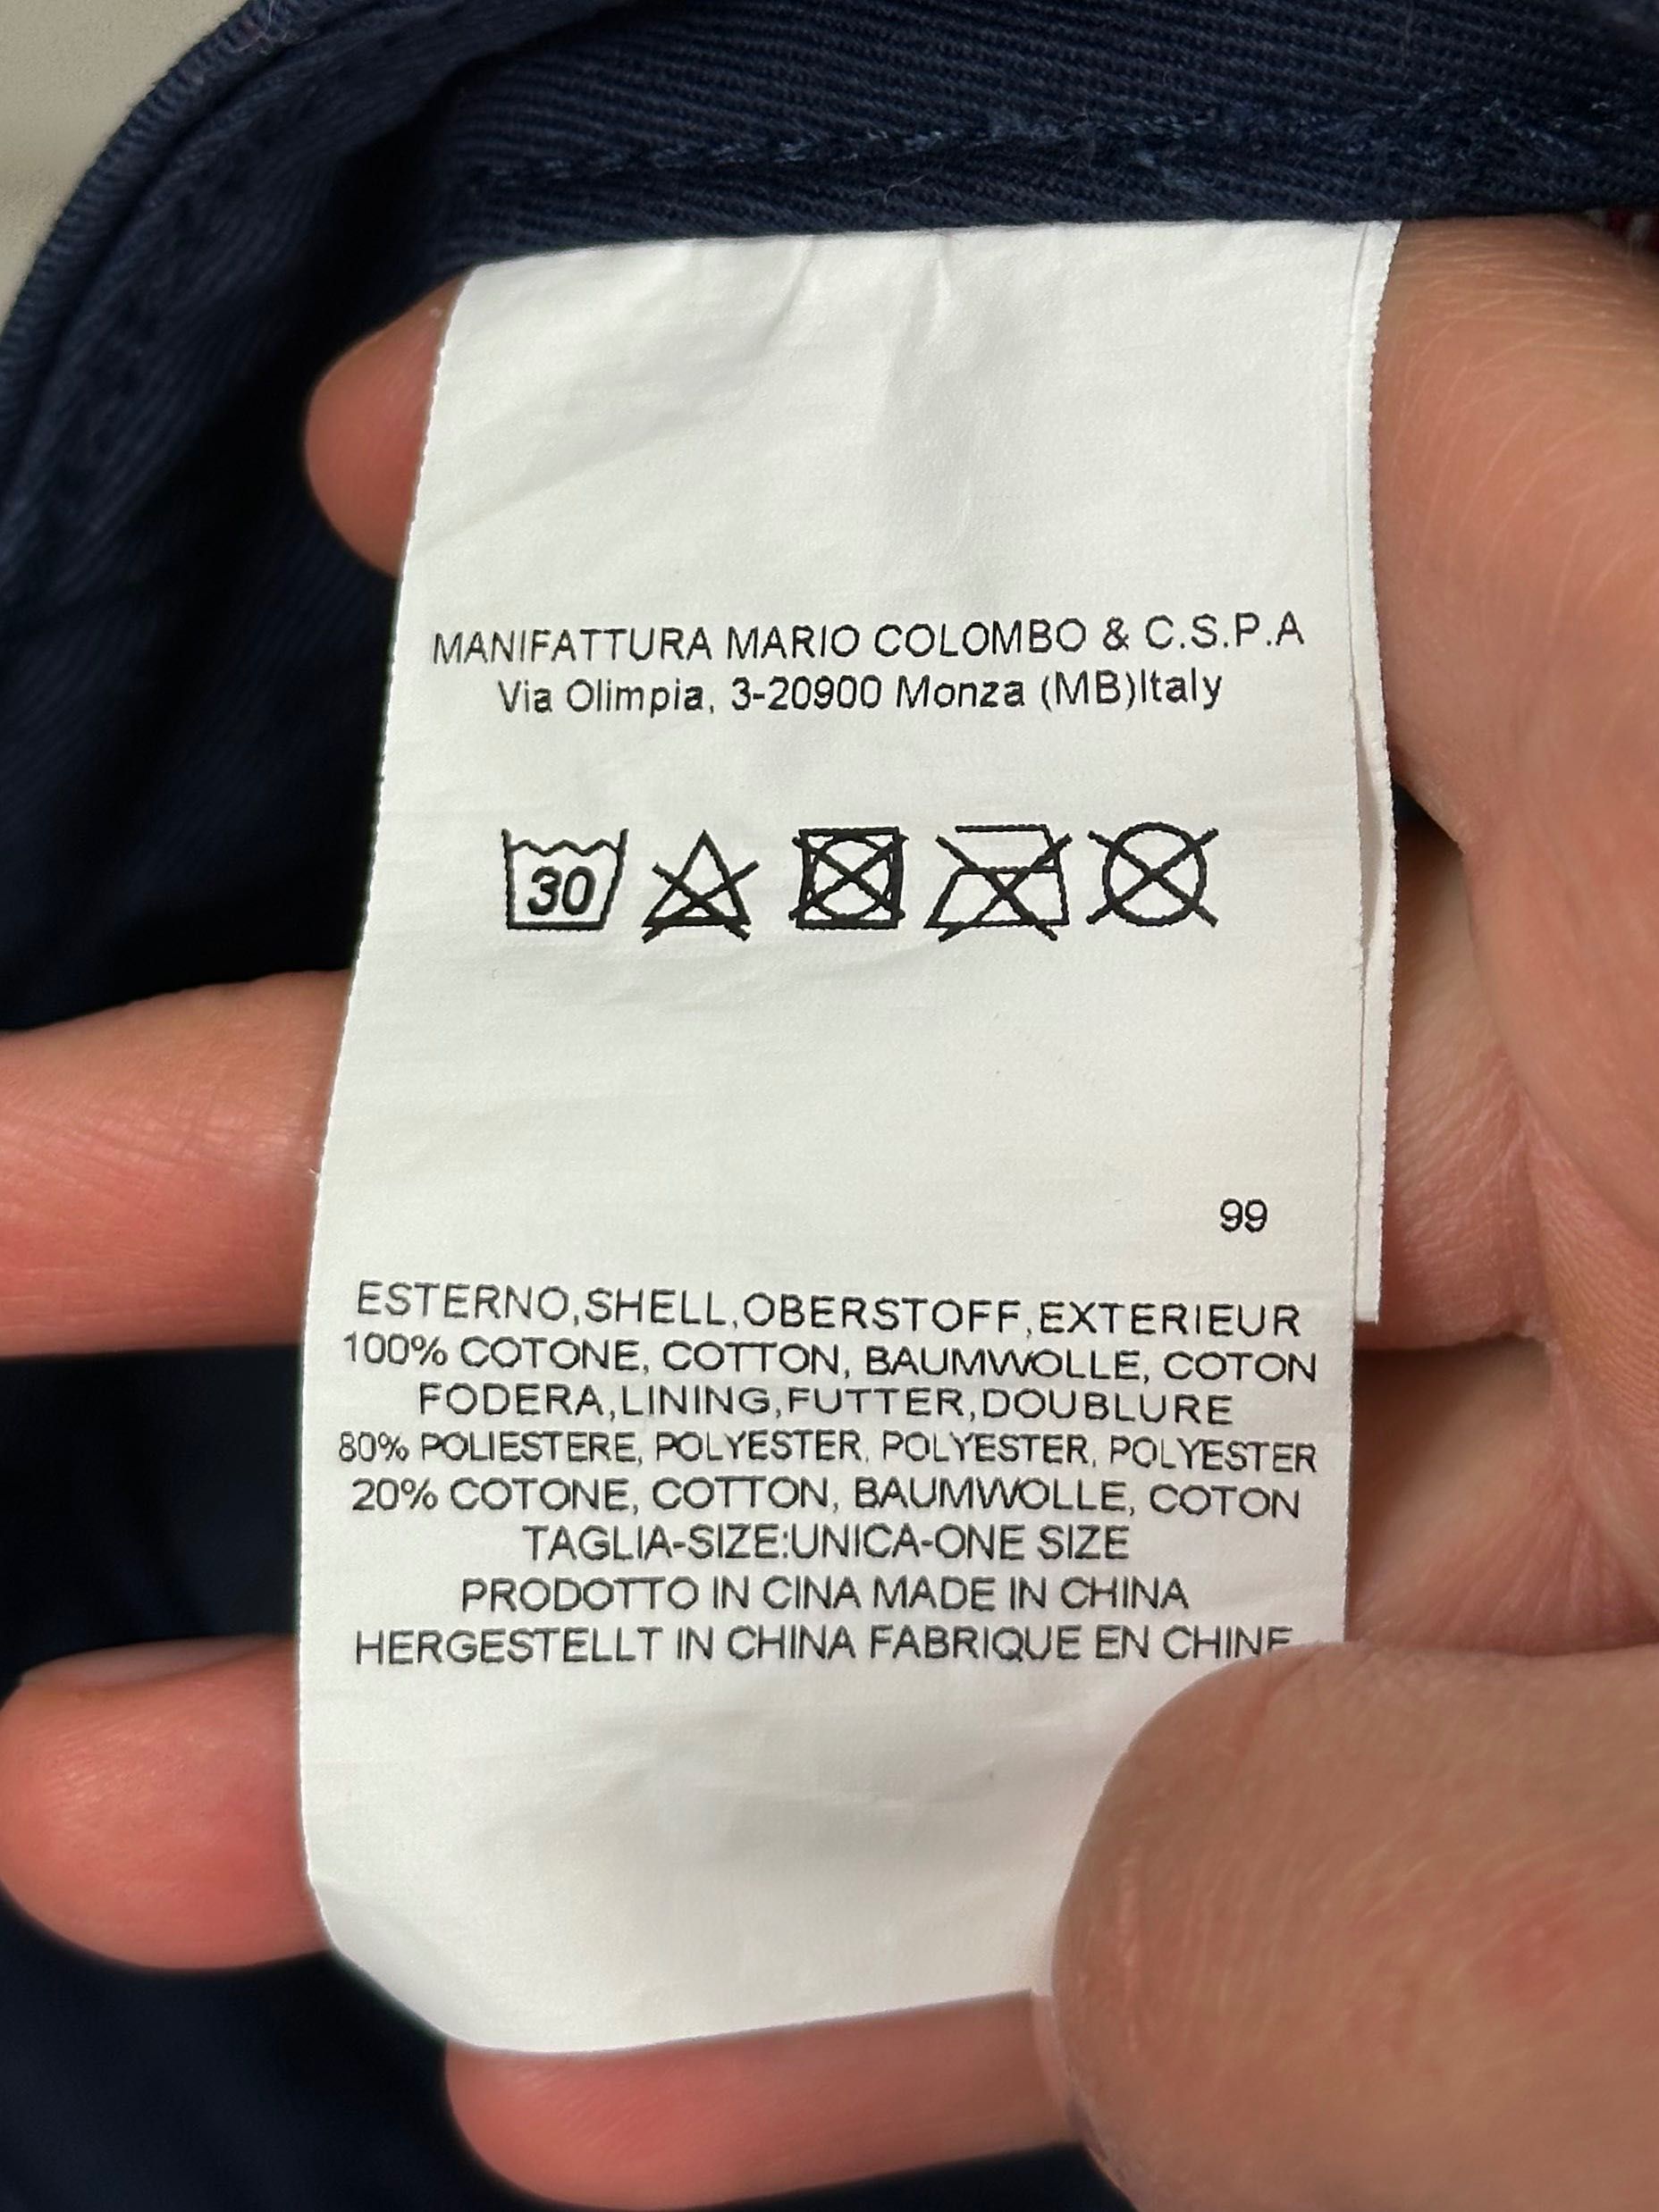 MANIFATTURA MARIO COLOMBO & C.S.P.A
Via Olimpia, 3-20900 Monza (MB)Italy
30
99
ESTERNO,SHELL,OBERSTOFF,EXTERIEUR
100% COTONE, COTTON, BAUMWOLLE, COTON
FODERA,LINING,FUTTER,DOUBLURE
80% POLIESTERE, POLYESTER, POLYESTER, POLYESTER
20% COTONE, COTTON, BAUMWOLLE, COTON
TAGLIA-SIZE:UNICA-ONE SIZE
PRODOTTO IN CINA MADE IN CHINA
HERGESTELLT IN CHINA FABRIQUE EN CHINE